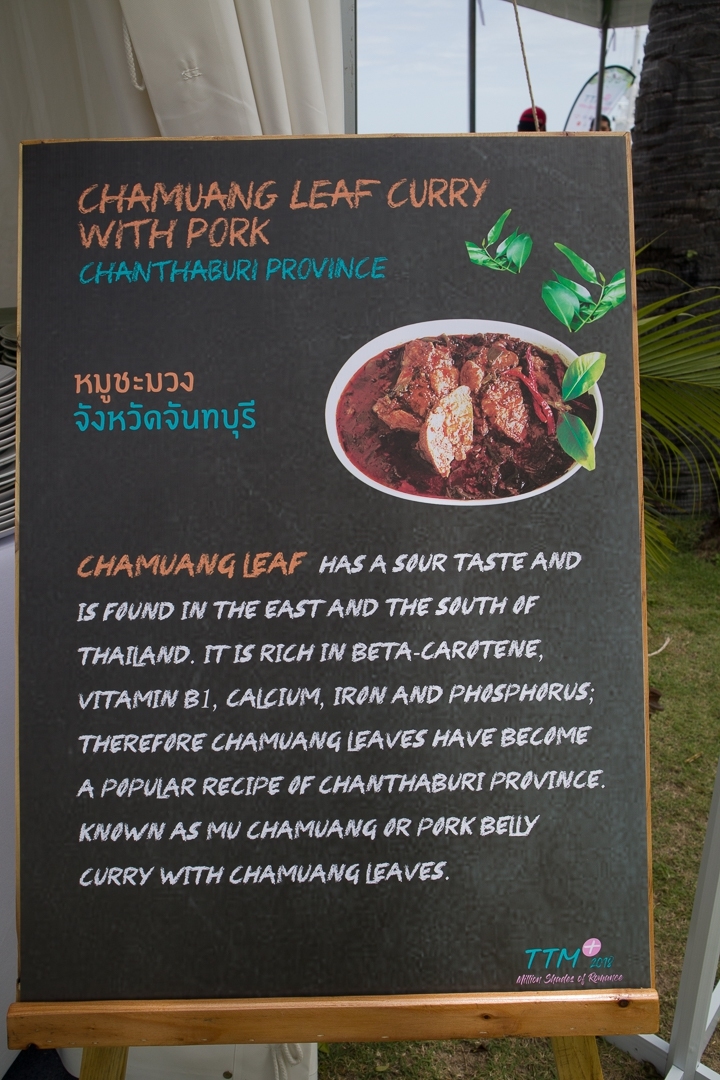 CHAMUANG LEAF CURRY
WITH PORK
CHANTHABURI PROVINCE
หมูชะมวง
จังหวัดจันทบุรี
CHAMUANG LEAF HAS A SOUR TASTE AND
IS FOUND IN THE EAST AND THE SOUTH OF
THAILAND. IT IS RICH IN BETA-CAROTENE,
VITAMIN B1, CALCIUM, IRON AND PHOSPHORUS;
THEREFORE CHAMUANG LEAVES HAVE BECOME
A POPULAR RECIPE OF CHANTHABURI PROVINCE.
KNOWN AS MU CHAMUANG OR PORK BELLY
CURRY WITH CHAMUANG LEAVES.
TTM+ 2018
Million Shades of Romance